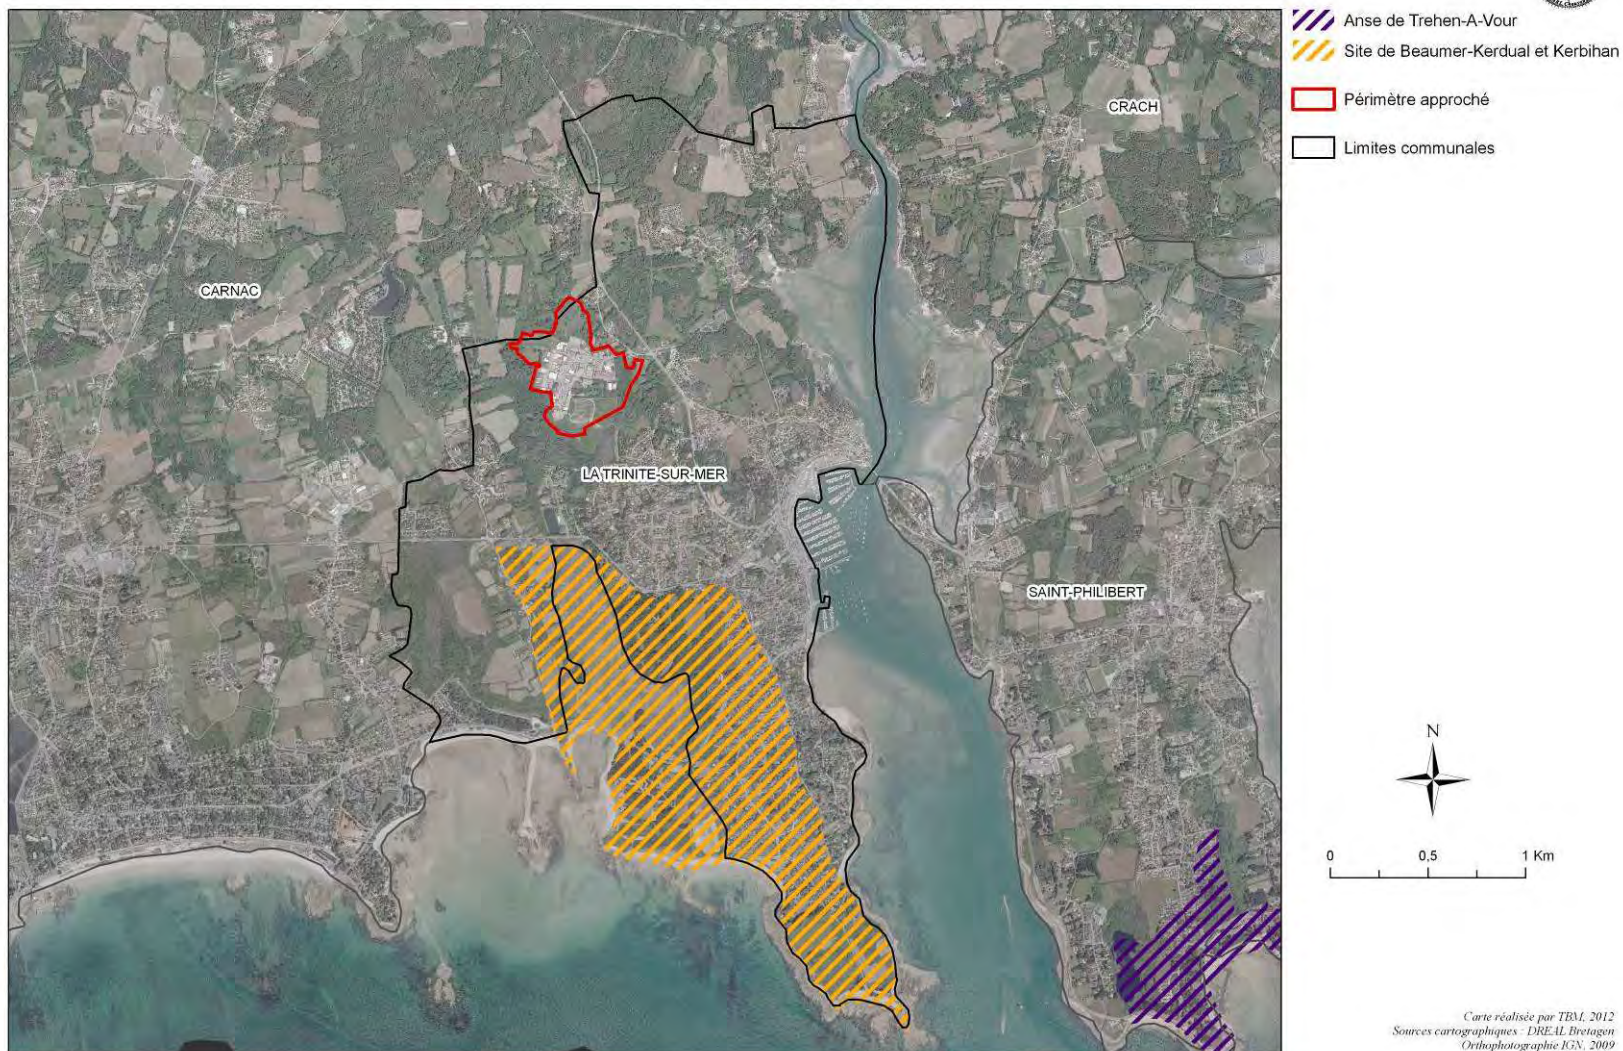 Anse de Trehen-A-Vour
Site de Beaumer-Kerdual et Kerbihan
Périmètre approché
Limites communales
CRACH
CARNAC
LA TRINITE-SUR-MER
SAINT-PHILIBERT
N
0 0,5 1 Km
Carte réalisée par TBM, 2012
Sources cartographiques : DREAL Bretagen
Orthophotographie IGN, 2009